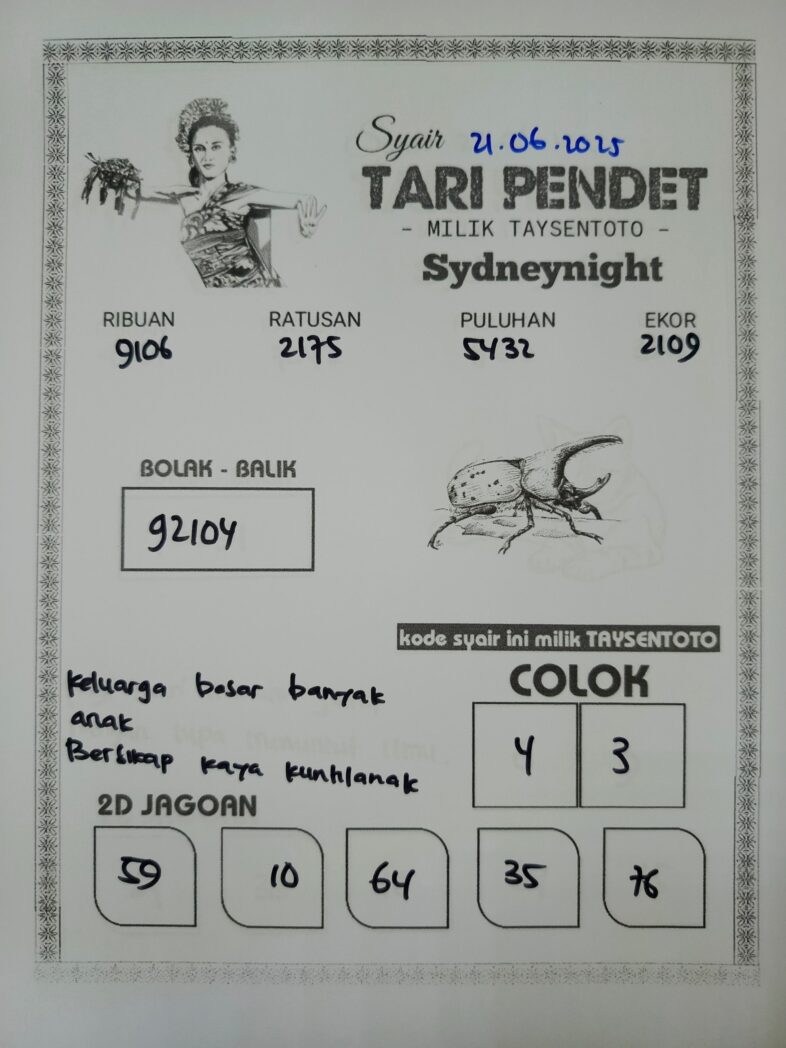 Syair 21.06.2025
TARI PENDET
- MILIK TAYSENTOTO -
Sydneynight
RIBUAN RATUSAN PULUHAN EKOR
9106 2175 5432 2109
BOLAK - BALIK
92104
kode syair ini milik TAYSENTOTO
COLOK
4 3
Keluarga besar banyak
anak
Bersikap kaya kuntilanak
2D JAGOAN
59 10 64 35 76